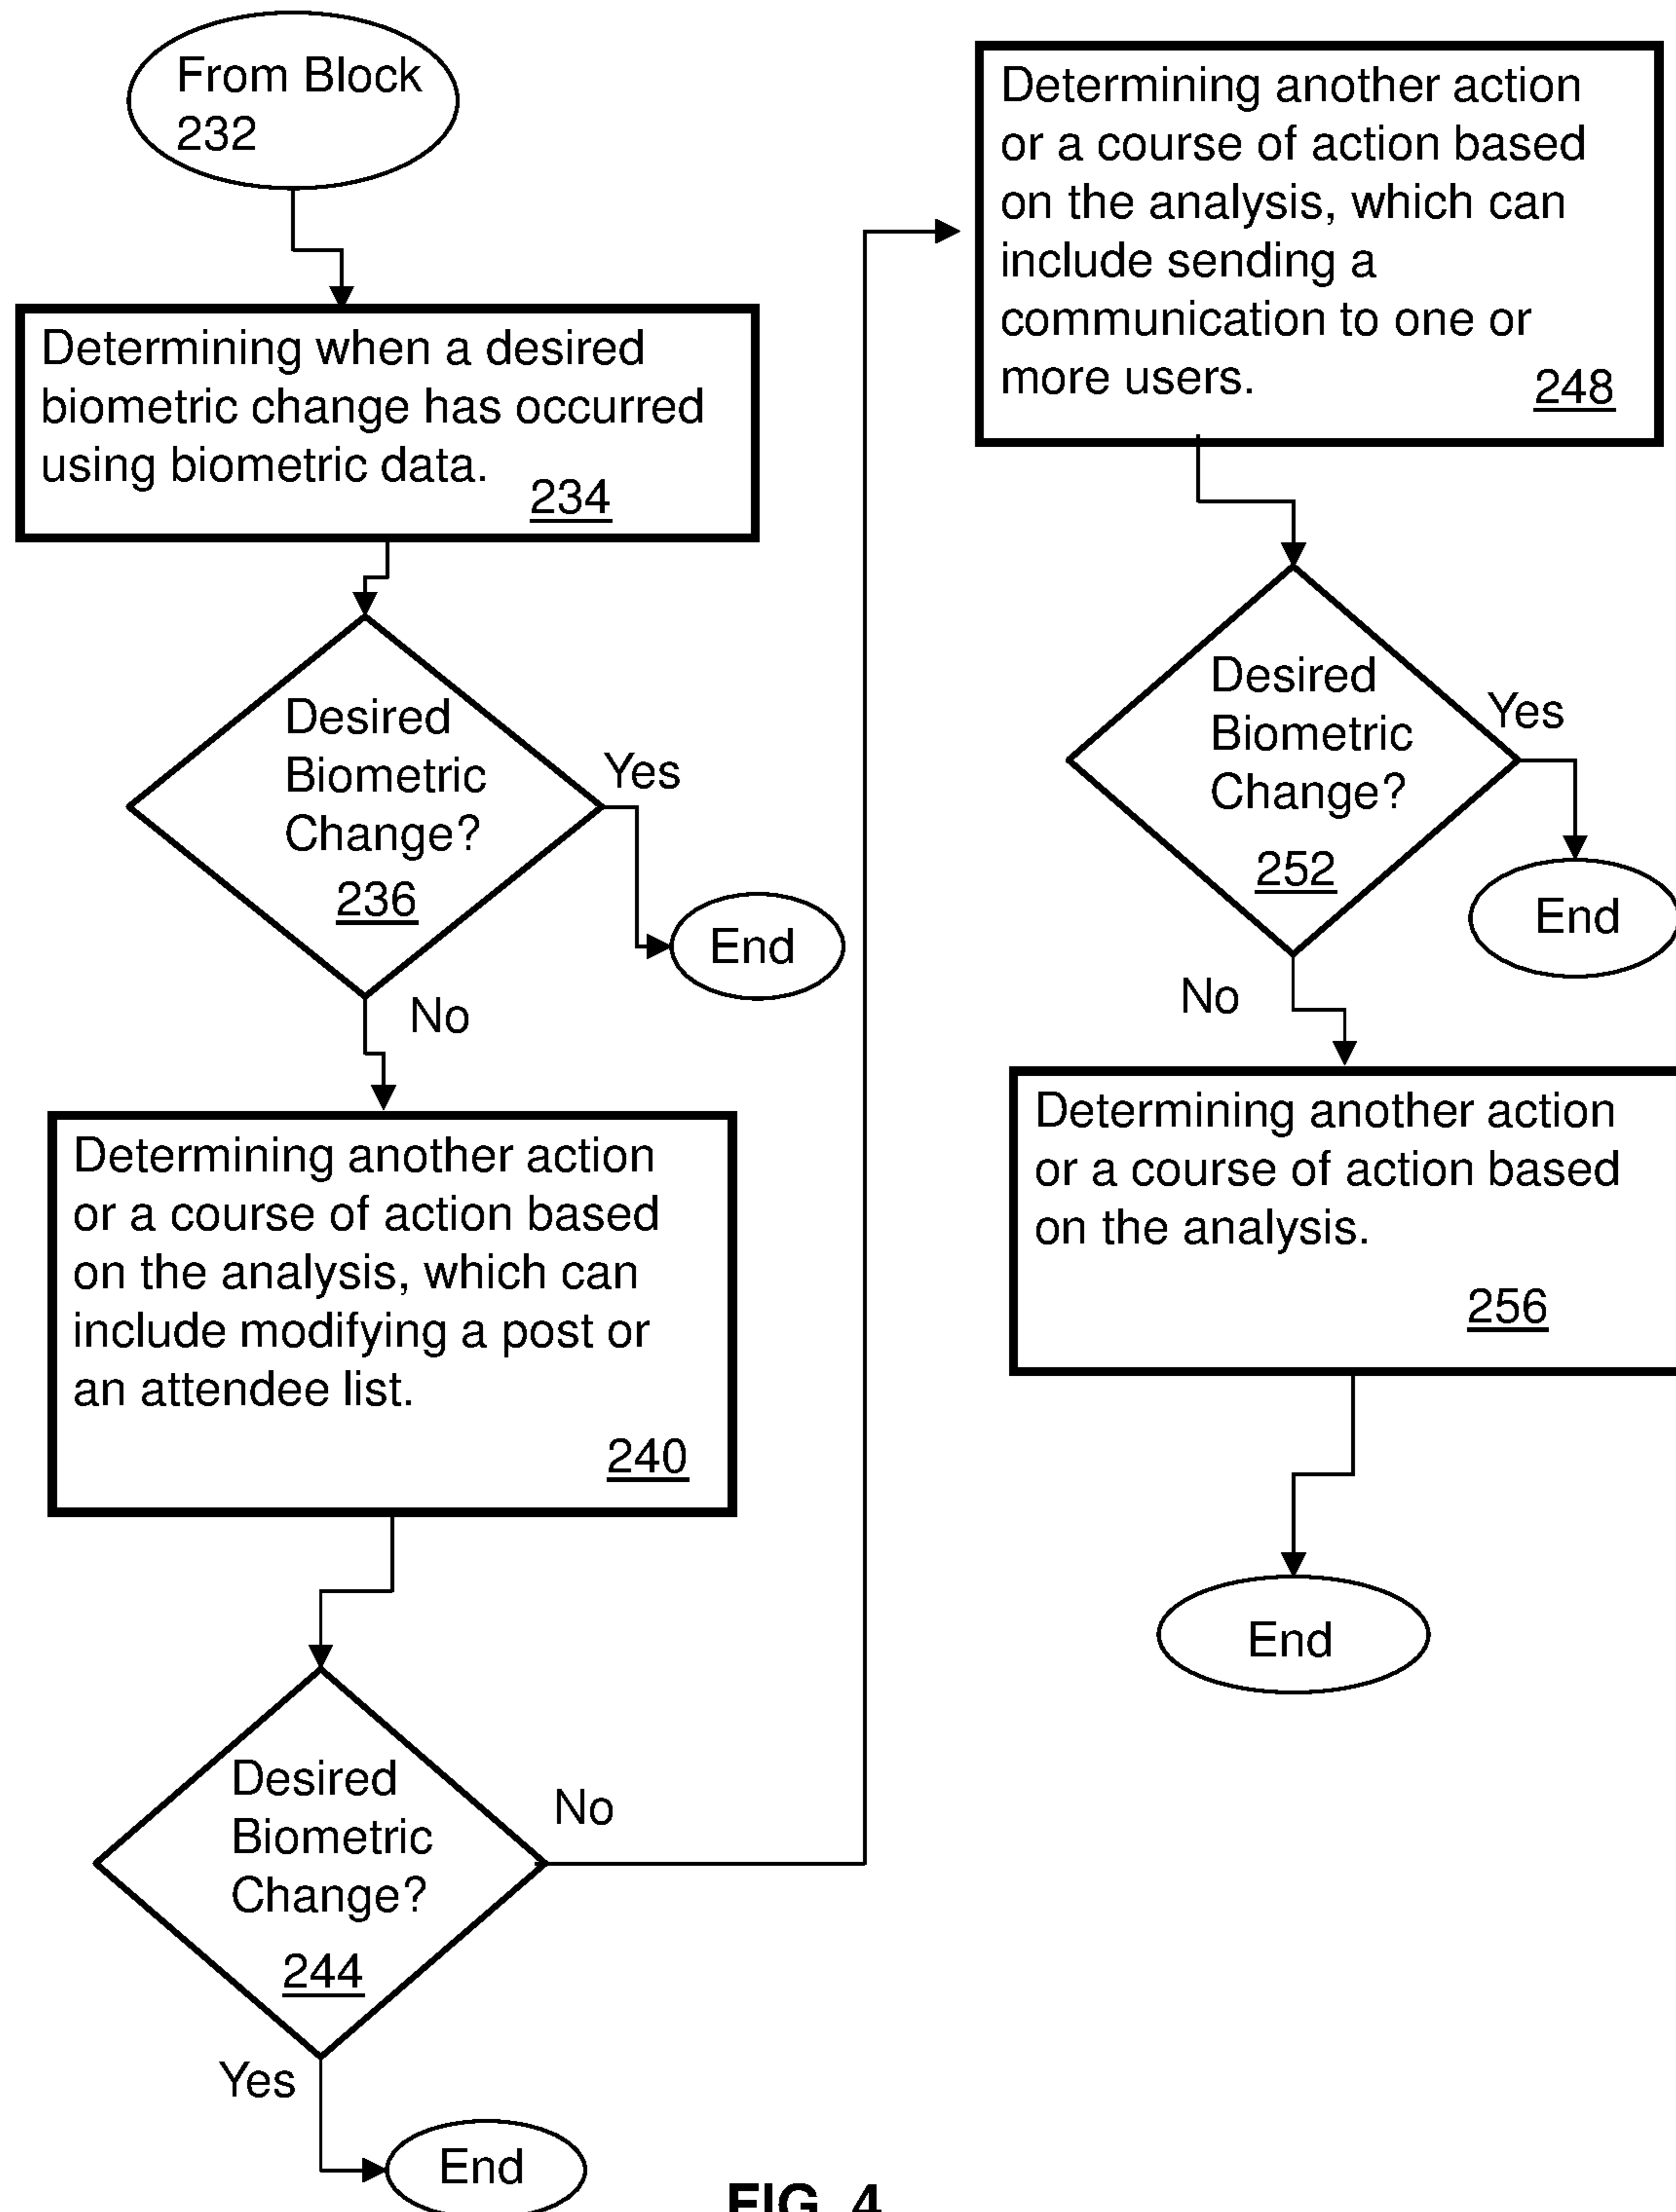 From Block
232
Determining when a desired
biometric change has occurred
using biometric data.
234
Desired
Biometric
Change?
236
Yes
End
No
Determining another action
or a course of action based
on the analysis, which can
include modifying a post or
an attendee list.
240
Desired
Biometric
Change?
244
No
Yes
End
Determining another action
or a course of action based
on the analysis, which can
include sending a
communication to one or
more users.
248
Desired
Biometric
Change?
252
Yes
End
No
Determining another action
or a course of action based
on the analysis.
256
End
FIG. 4